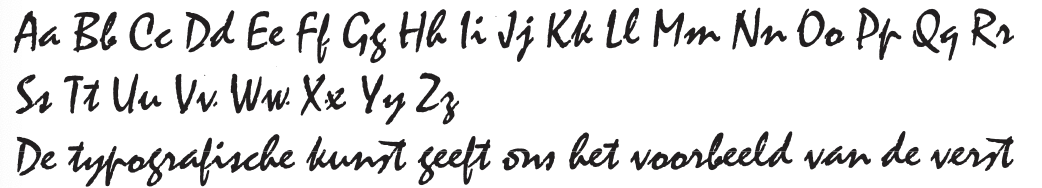 Aa Bb Cc Dd Ee Ff Gg Hh Ii Jj Kk Ll Mm Nn Oo Pp Qq Rr
Ss Tt Uu Vv Ww Xx Yy Zz
De typografische kunst geeft ons het voorbeeld van de verst